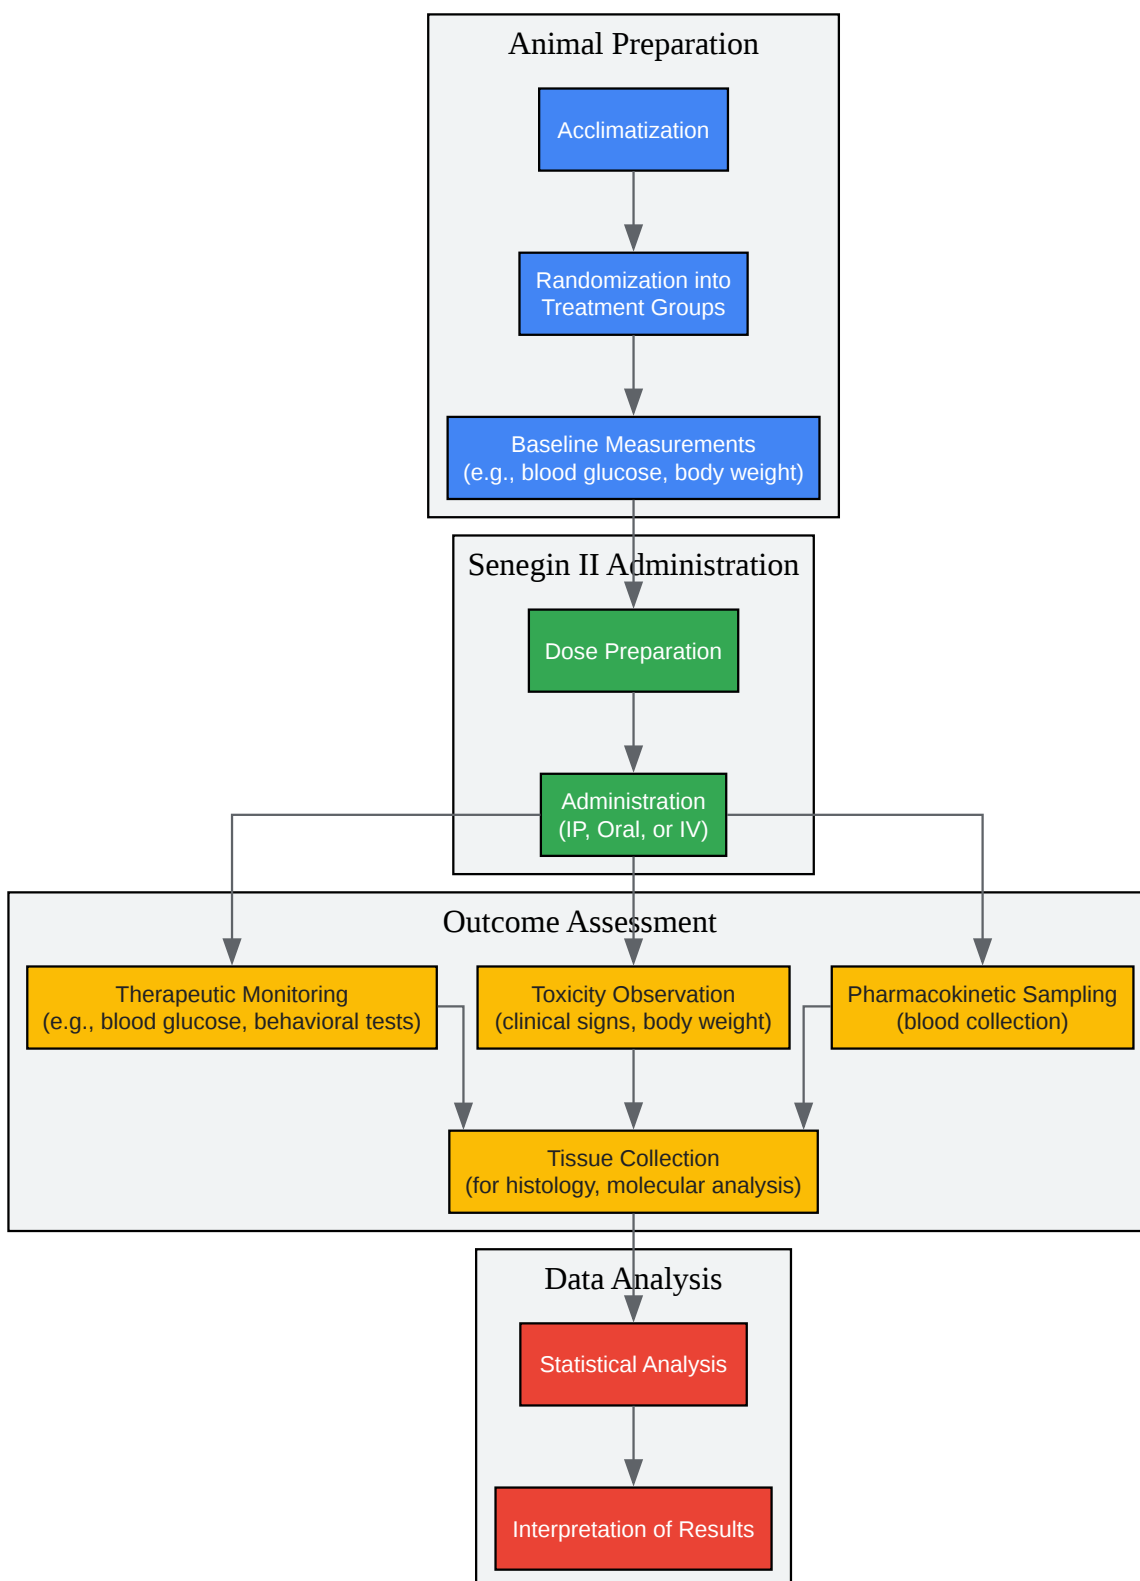 Animal Preparation
Acclimatization
Randomization into
Treatment Groups
Baseline Measurements
(e.g., blood glucose, body weight)
Senegin II Administration
Dose Preparation
Administration
(IP, Oral, or IV)
Outcome Assessment
Therapeutic Monitoring
(e.g., blood glucose, behavioral tests)
Toxicity Observation
(clinical signs, body weight)
Pharmacokinetic Sampling
(blood collection)
Tissue Collection
(for histology, molecular analysis)
Data Analysis
Statistical Analysis
Interpretation of Results